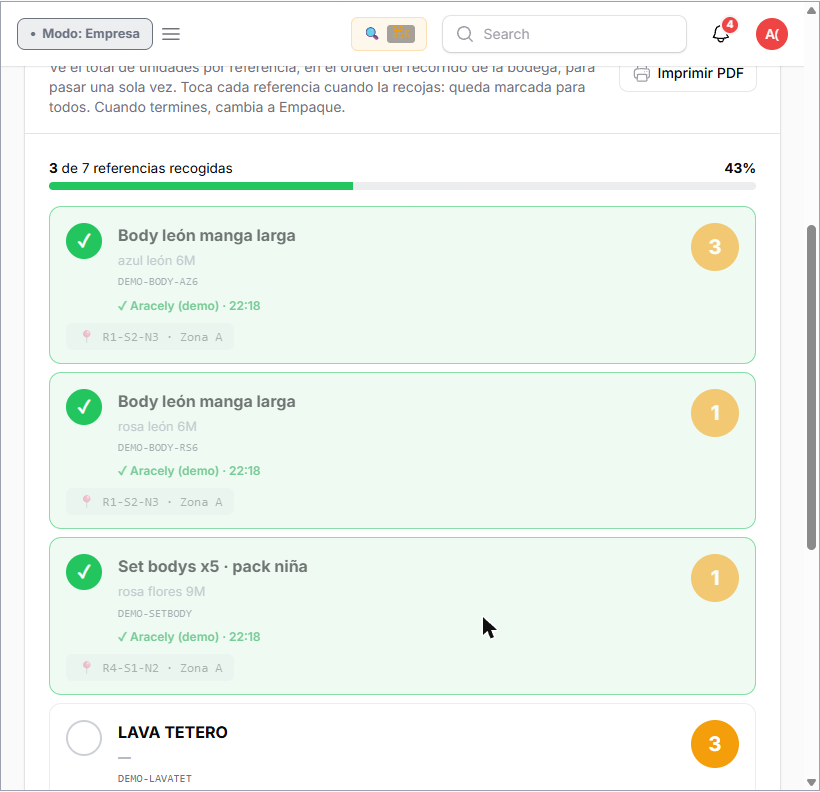 • Modo: Empresa
Search
4
A(
Ve el total de unidades por referencia, en el orden del recorrido de la bodega, para
pasar una sola vez. Toca cada referencia cuando la recojas: queda marcada para
todos. Cuando termines, cambia a Empaque.
Imprimir PDF
3 de 7 referencias recogidas
43%
Body león manga larga
3
azul león 6M
DEMO-BODY-AZ6
✓ Aracely (demo) · 22:18
R1-S2-N3 · Zona A
Body león manga larga
1
rosa león 6M
DEMO-BODY-RS6
✓ Aracely (demo) · 22:18
R1-S2-N3 · Zona A
Set bodys x5 · pack niña
1
rosa flores 9M
DEMO-SETBODY
✓ Aracely (demo) · 22:18
R4-S1-N2 · Zona A
LAVA TETERO
3
—
DEMO-LAVATET